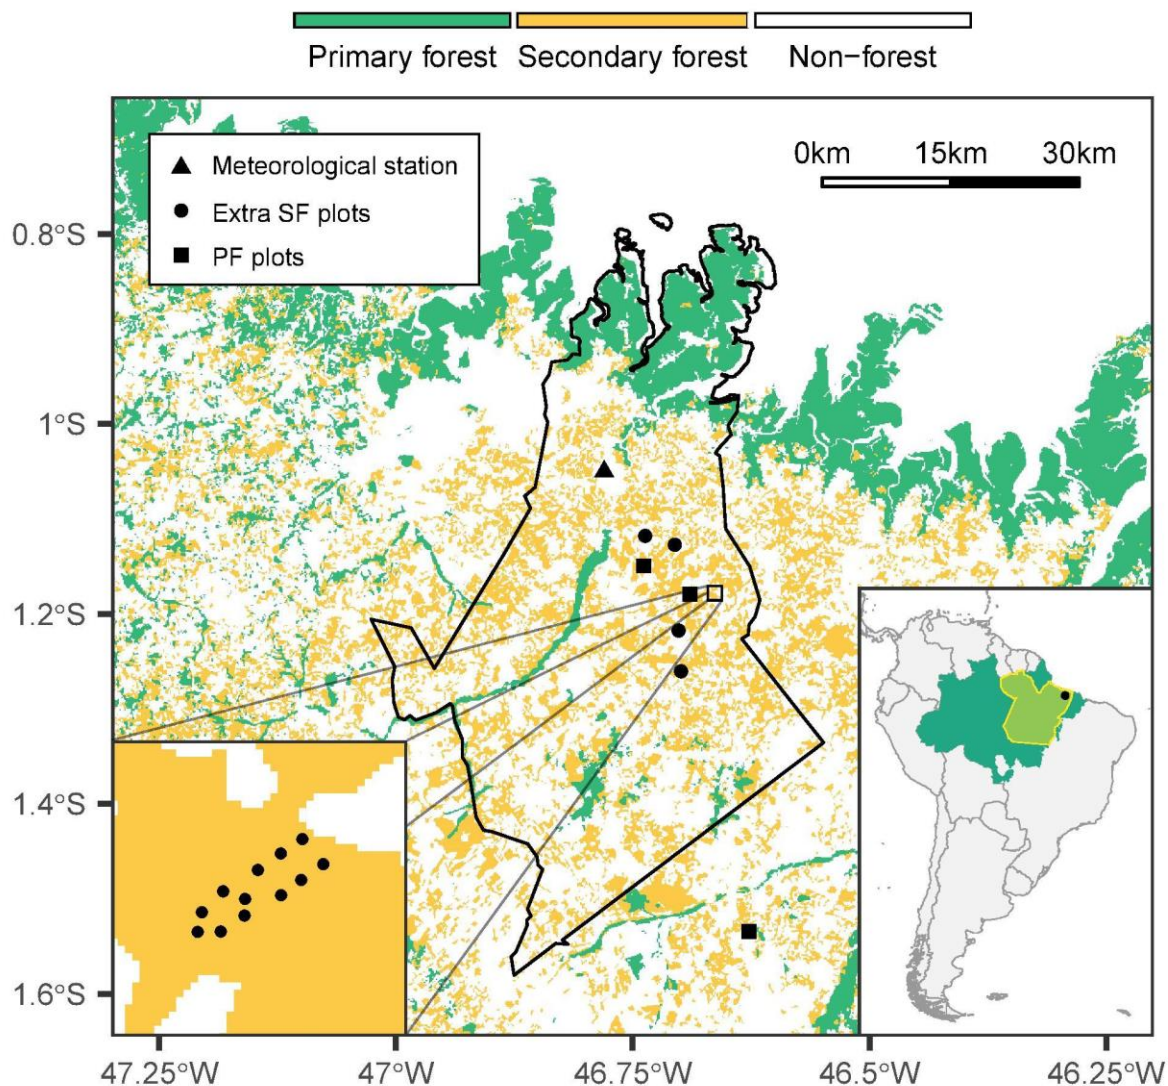 Primary forest Secondary forest Non-forest
Meteorological station
Extra SF plots
PF plots
0km 15km 30km
0.8°S
1°S
1.2°S
1.4°S
1.6°S
47.25°W 47°W 46.75°W 46.5°W 46.25°W